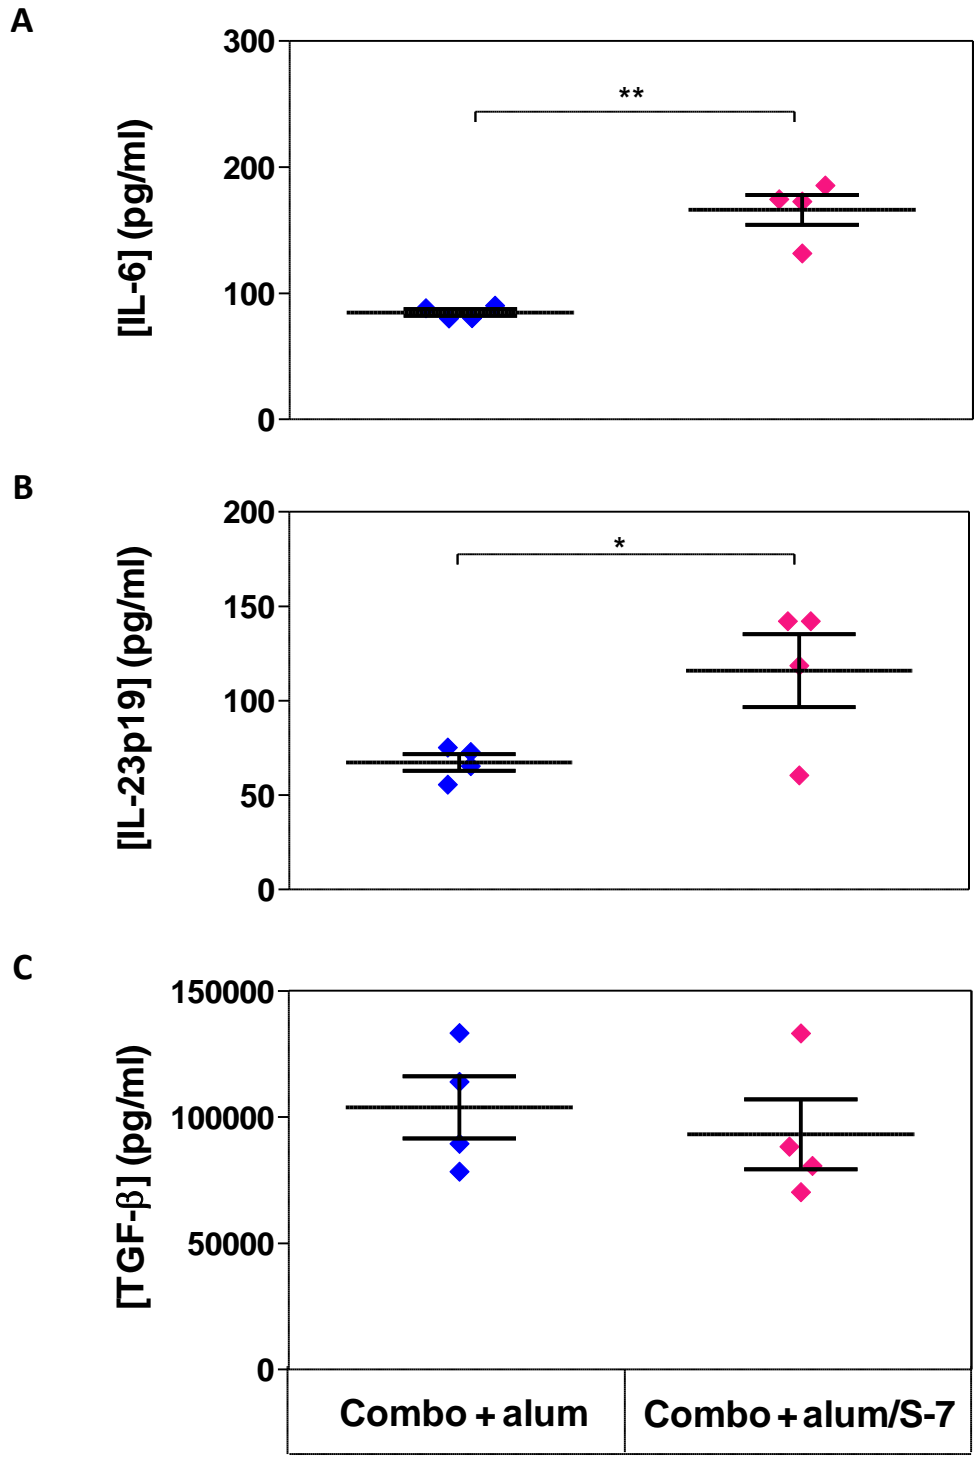 A
[IL-6] (pg/ml)
300
200
100
0
**
B
[IL-23p19] (pg/ml)
200
150
100
50
0
*
C
[TGF-β] (pg/ml)
150000
100000
50000
0
Combo + alum
Combo + alum/S-7